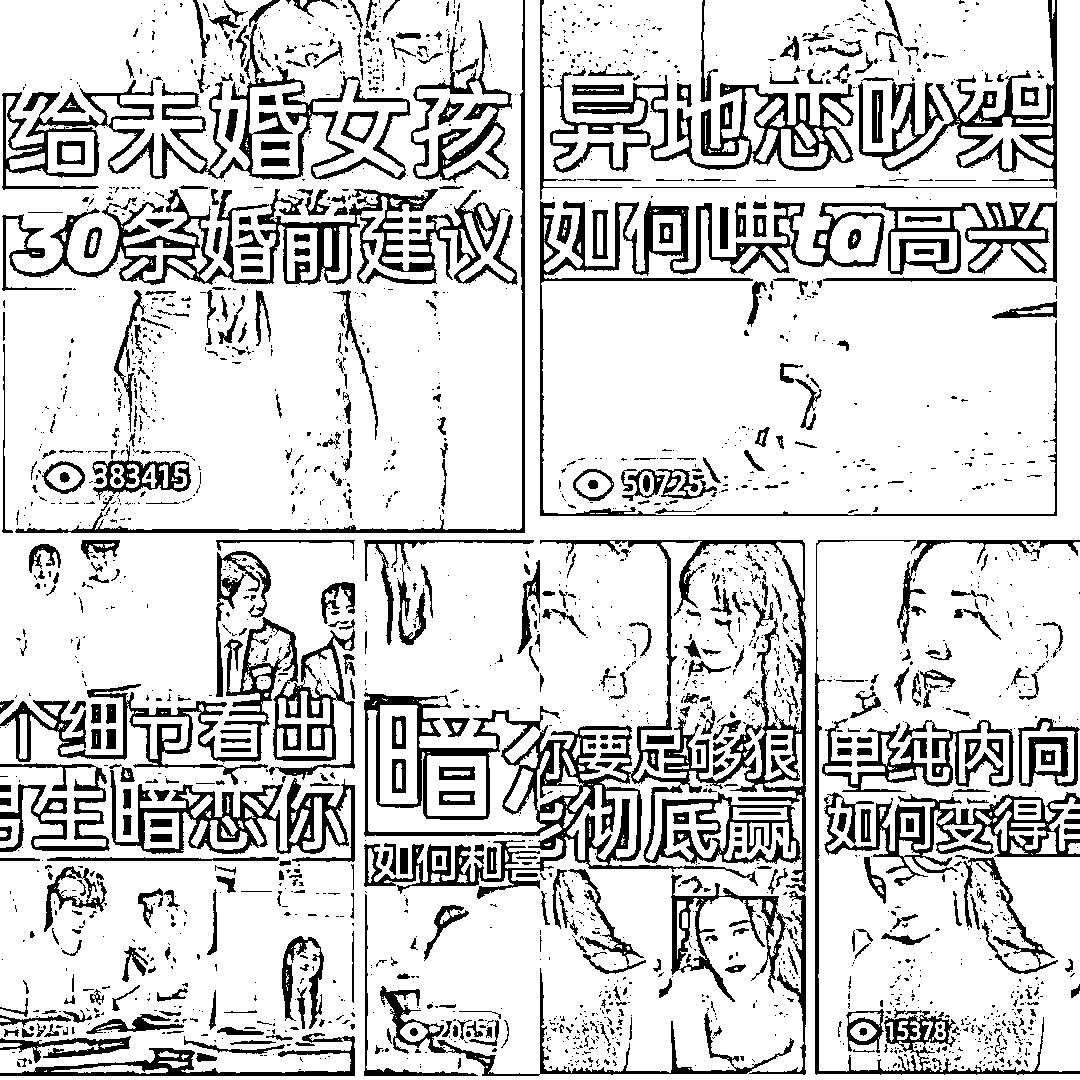 给未婚女孩
30条婚前建议
383415
异地恋吵架
如何哄ta高兴
50725
个细节看出
男生暗恋你
19251
暗
如何和喜
20651
你要足够狠
彻底赢
单纯内向
如何变得有
15378